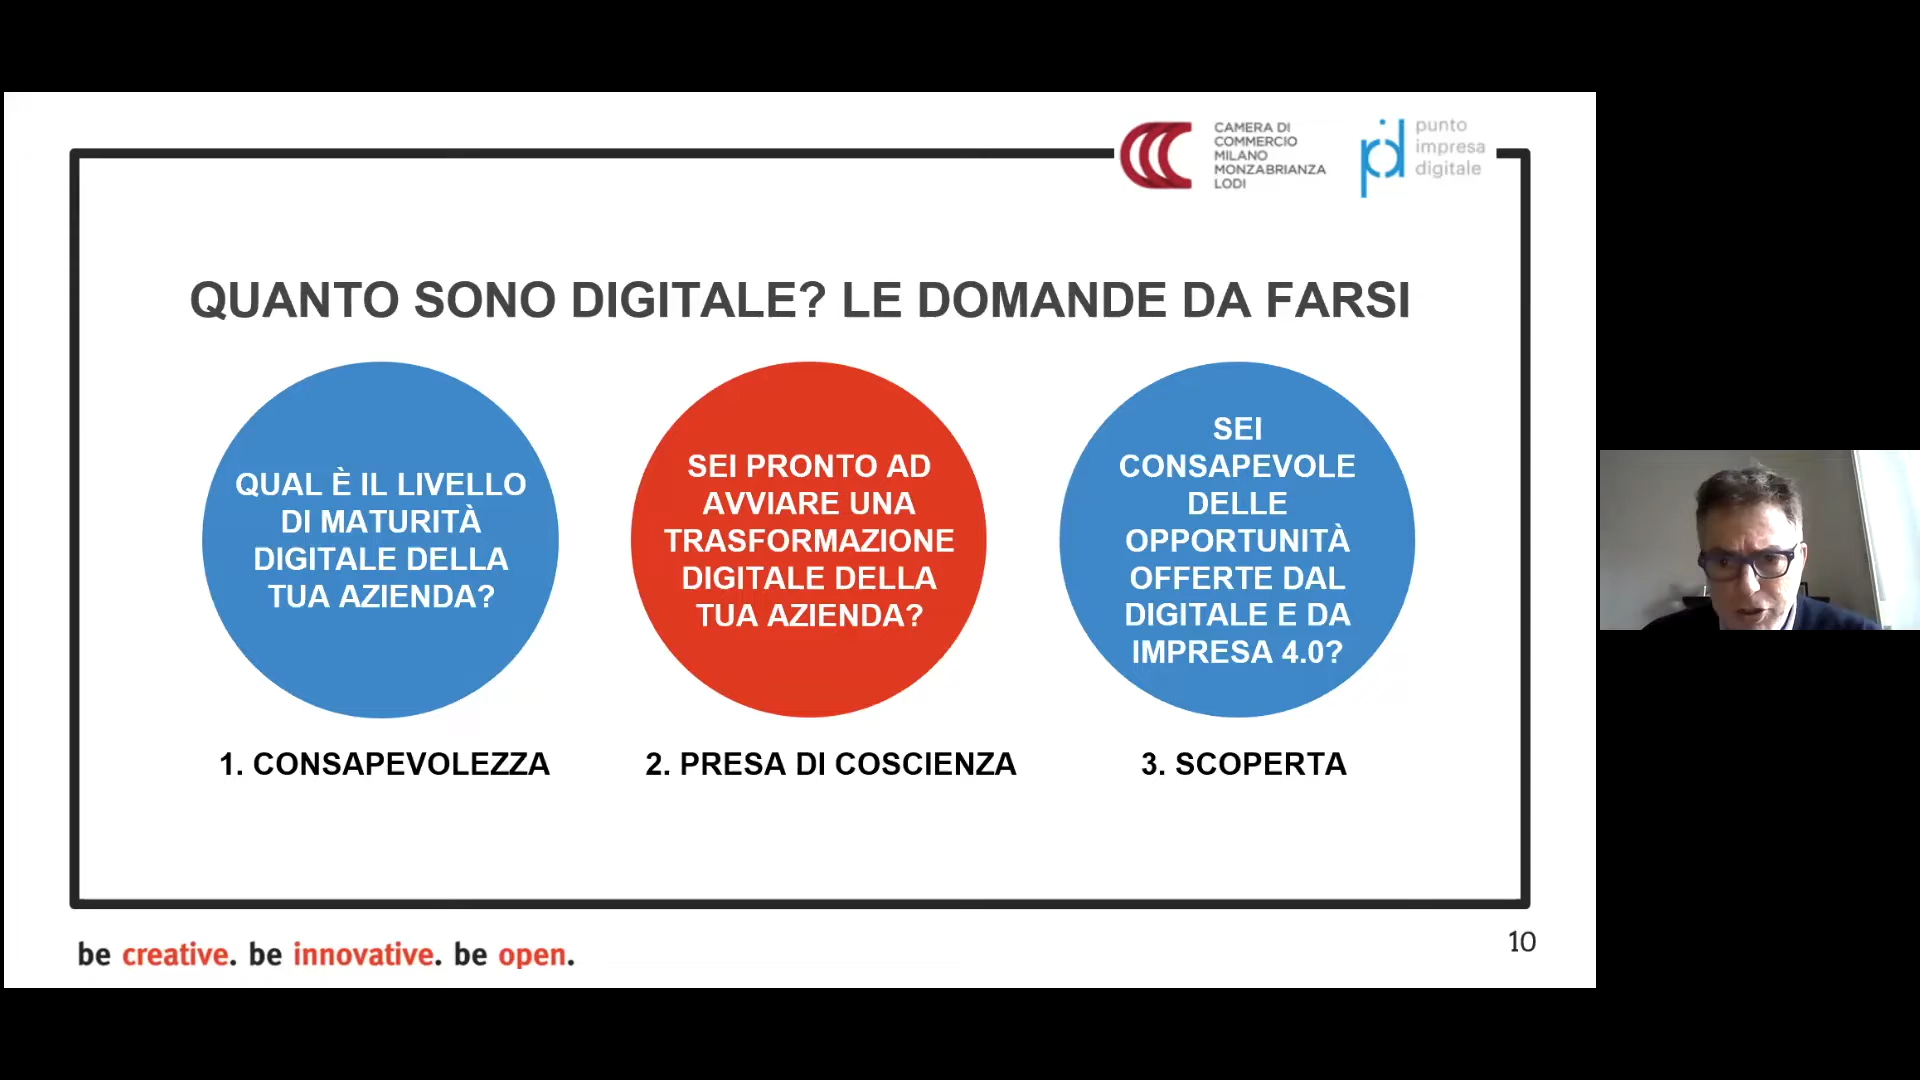 CAMERA DI
COMMERCIO
MILANO
MONZABRIANZA
LODI
punto
impresa
digitale
QUANTO SONO DIGITALE? LE DOMANDE DA FARSI
QUAL È IL LIVELLO
DI MATURITÀ
DIGITALE DELLA
TUA AZIENDA?
SEI PRONTO AD
AVVIARE UNA
TRASFORMAZIONE
DIGITALE DELLA
TUA AZIENDA?
SEI
CONSAPEVOLE
DELLE
OPPORTUNITÀ
OFFERTE DAL
DIGITALE E DA
IMPRESA 4.0?
1. CONSAPEVOLEZZA
2. PRESA DI COSCIENZA
3. SCOPERTA
be creative. be innovative. be open.
10